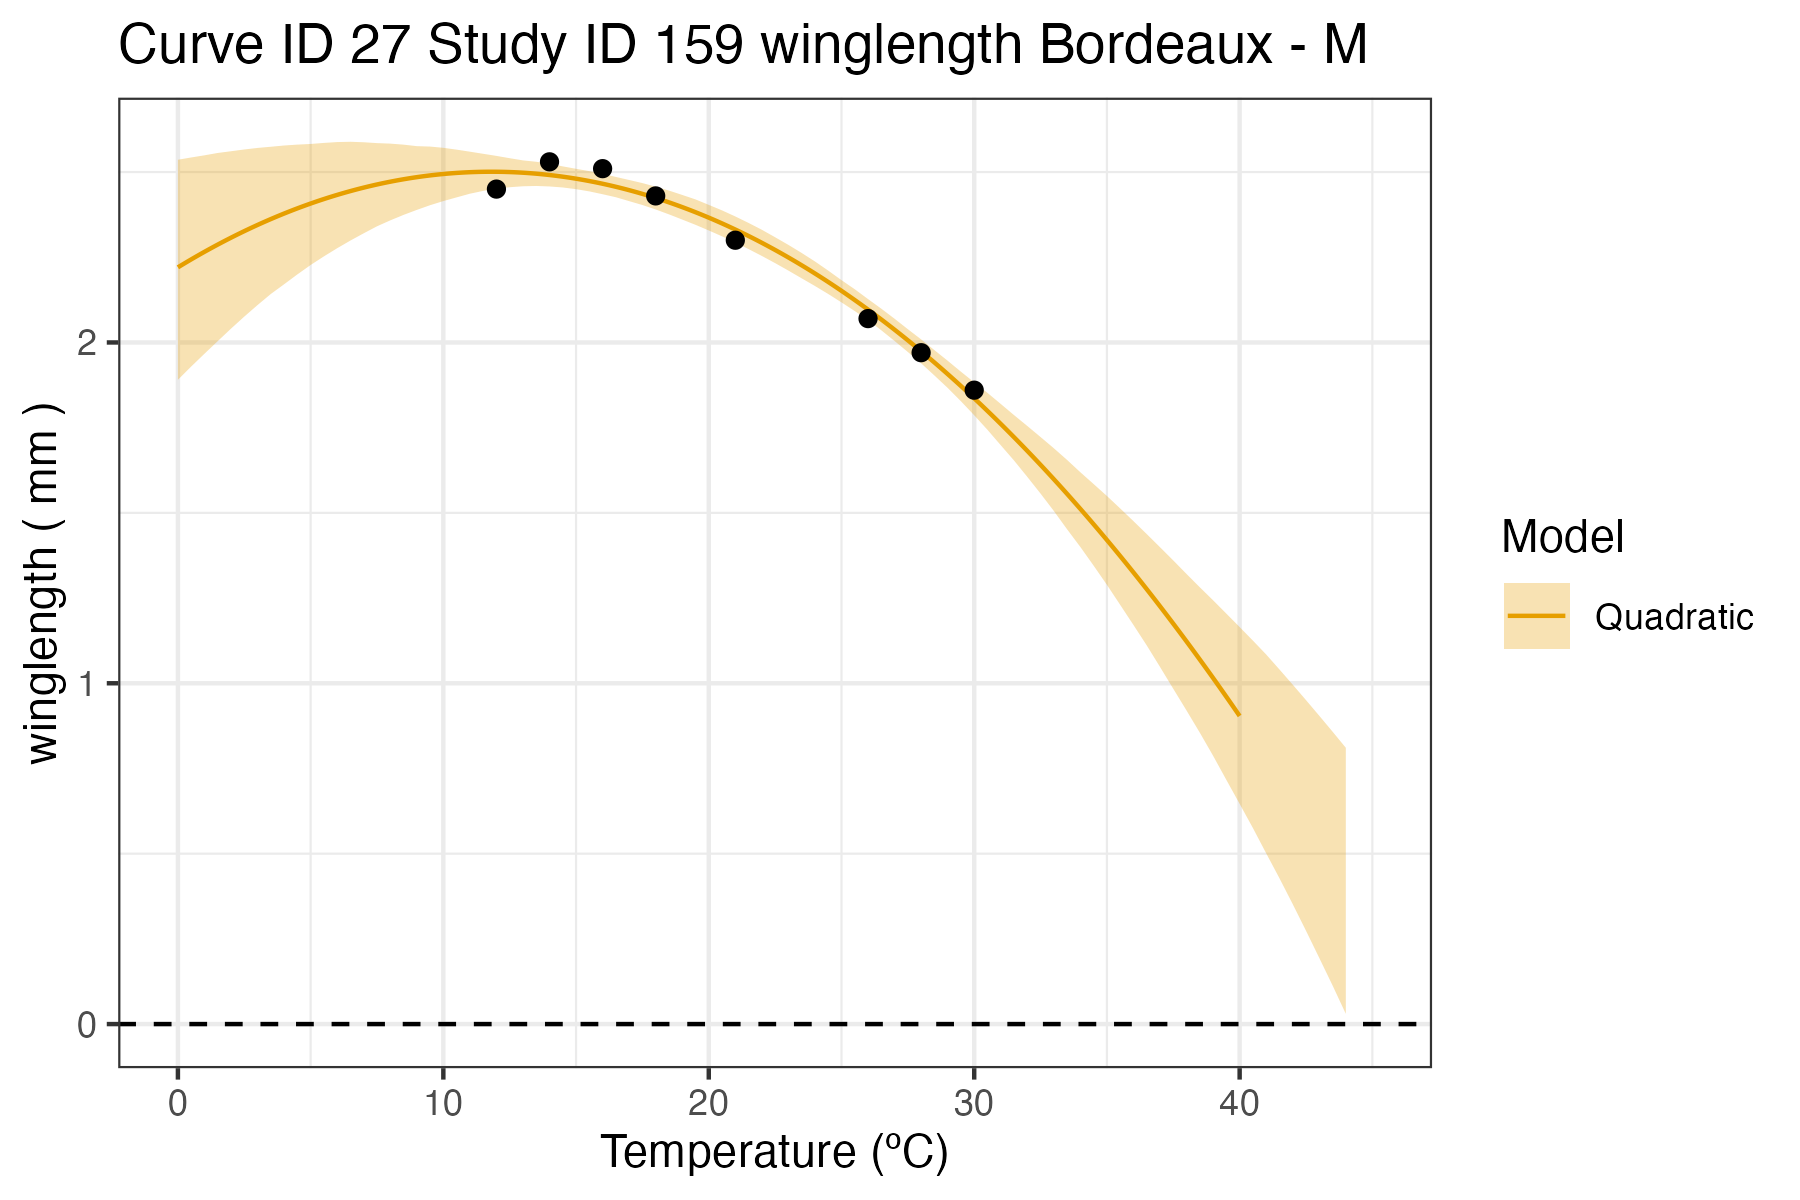 Curve ID 27 Study ID 159 winglength Bordeaux - M
winglength ( mm )
2
1
0
0 10 20 30 40
Temperature (ºC)
Model
Quadratic